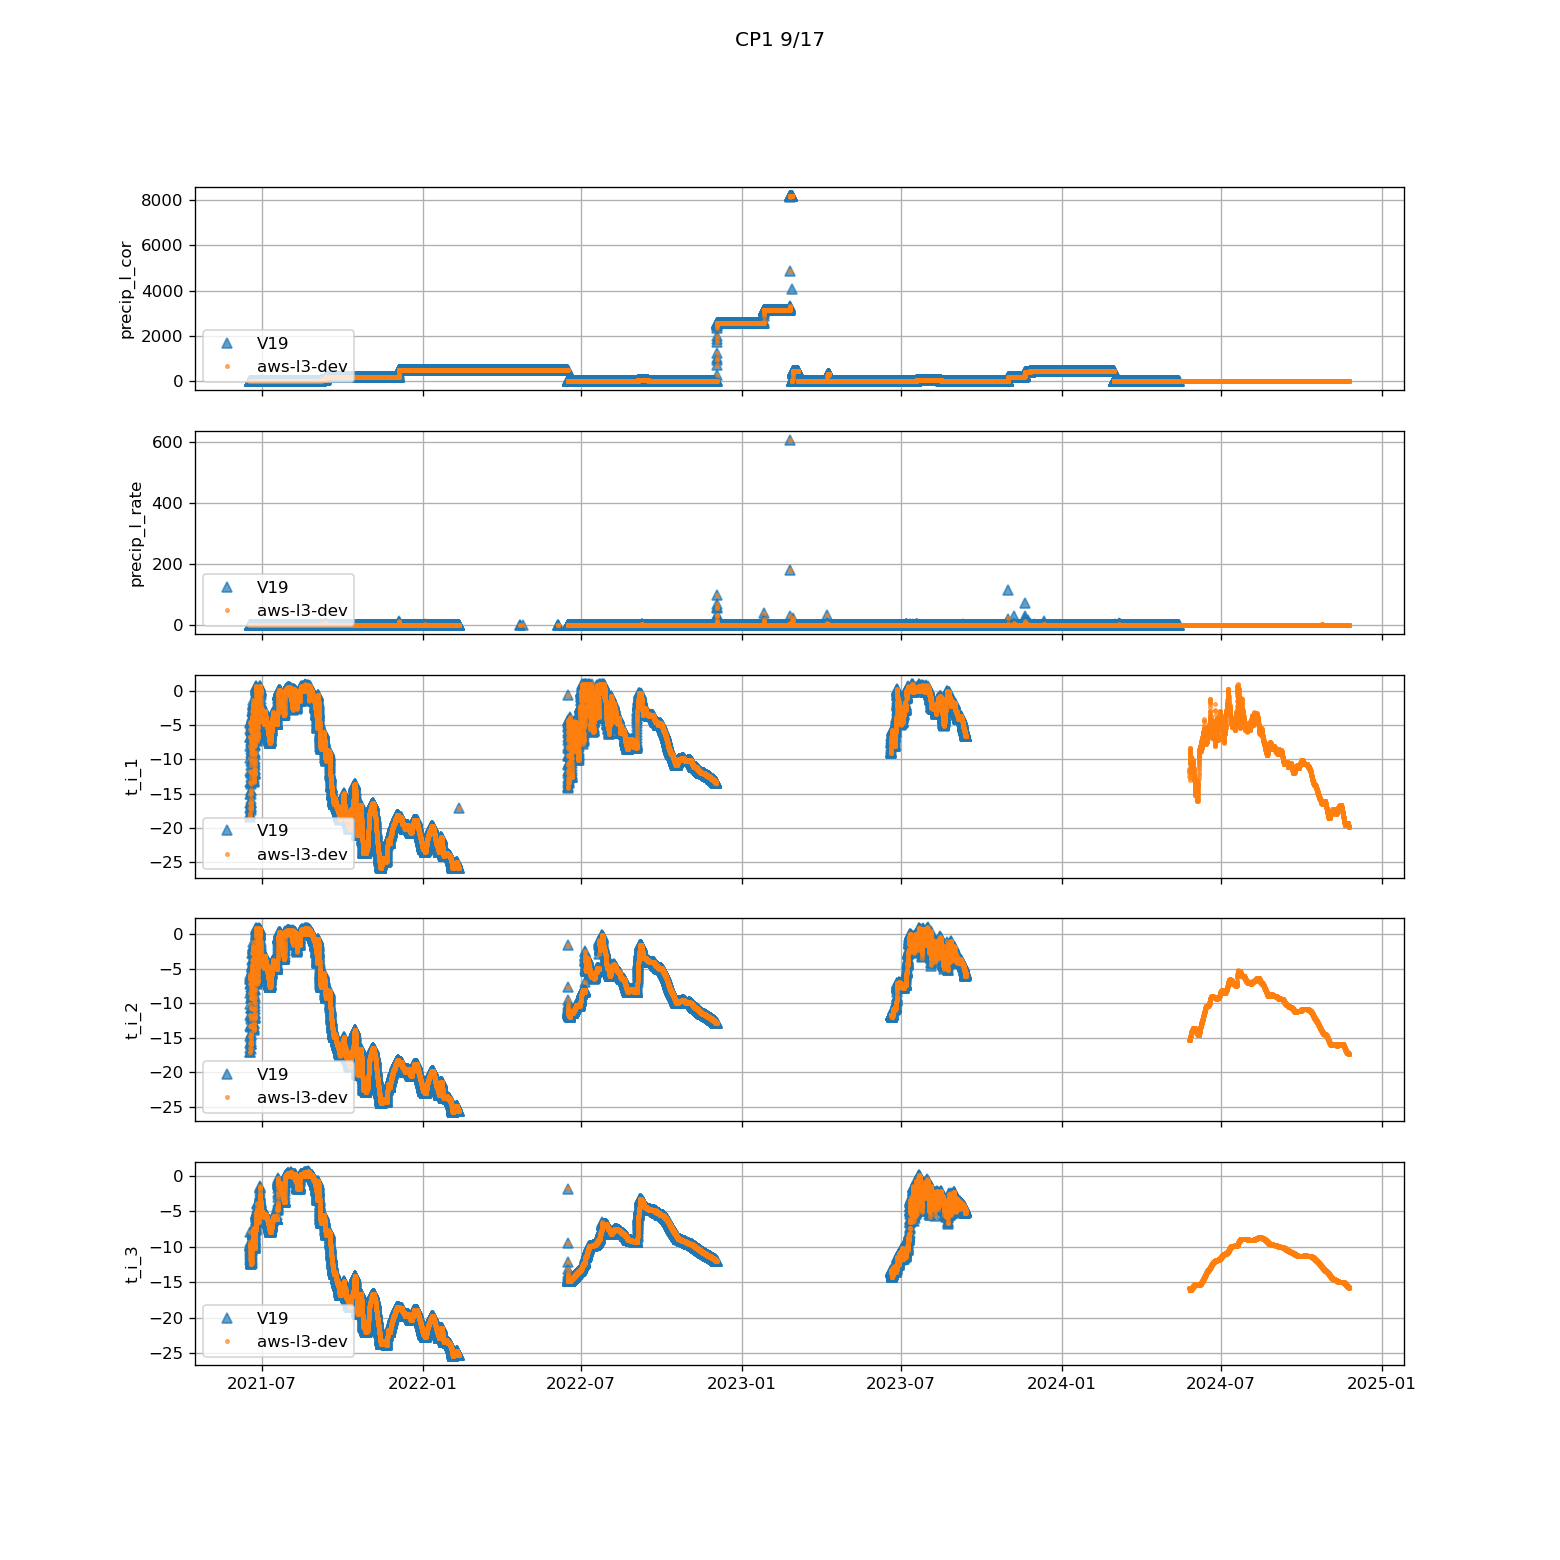 CP1 9/17
8000
6000
4000
2000
0
precip_l_cor
V19
aws-l3-dev
600
400
200
0
precip_l_rate
V19
aws-l3-dev
0
−5
−10
−15
−20
−25
t_i_1
V19
aws-l3-dev
0
−5
−10
−15
−20
−25
t_i_2
V19
aws-l3-dev
0
−5
−10
−15
−20
−25
t_i_3
V19
aws-l3-dev
2021-07 2022-01 2022-07 2023-01 2023-07 2024-01 2024-07 2025-01